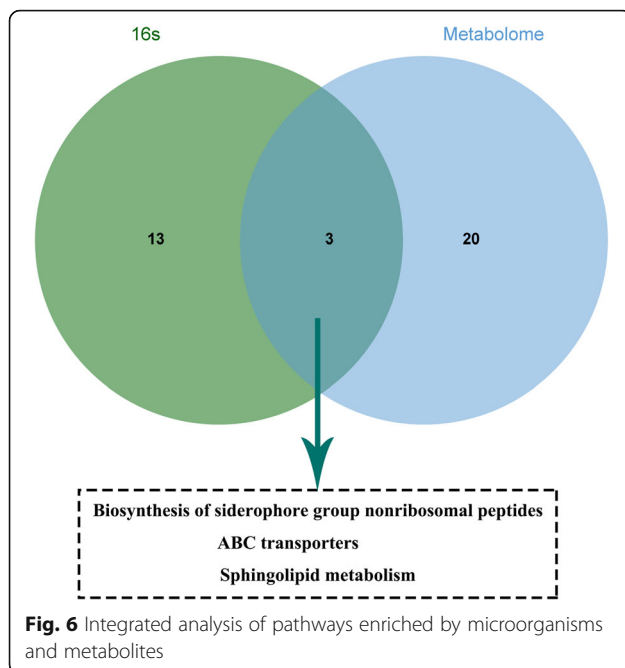 16s
Metabolome
13
3
20
Biosynthesis of siderophore group nonribosomal peptides
ABC transporters
Sphingolipid metabolism
Fig. 6 Integrated analysis of pathways enriched by microorganisms
and metabolites